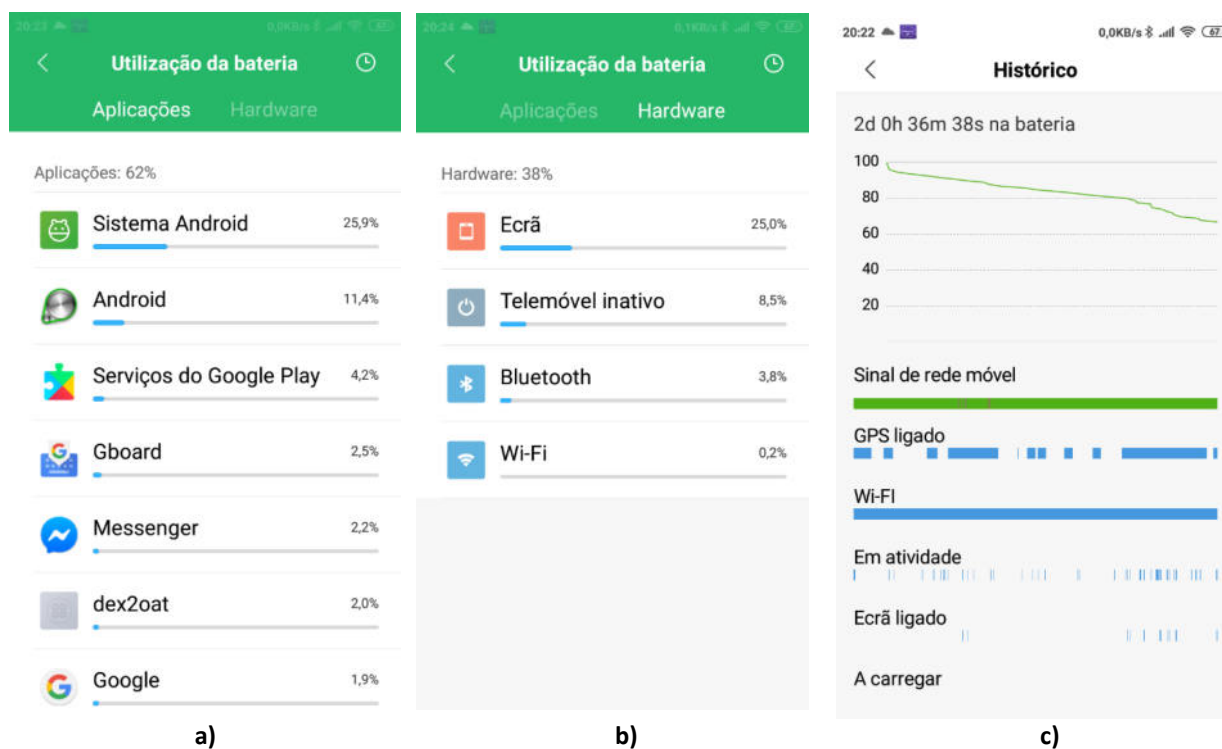 20:23
0,0KB/s
Utilização da bateria
Aplicações Hardware
Aplicações: 62%
Sistema Android 25,9%
Android 11,4%
Serviços do Google Play 4,2%
Gboard 2,5%
Messenger 2,2%
dex2oat 2,0%
Google 1,9%
a)
20:24
0,1KB/s
Utilização da bateria
Aplicações Hardware
Hardware: 38%
Ecrã 25,0%
Telemóvel inativo 8,5%
Bluetooth 3,8%
Wi-Fi 0,2%
b)
20:22 0,0KB/s 67
Histórico
2d 0h 36m 38s na bateria
100
80
60
40
20
Sinal de rede móvel
GPS ligado
Wi-FI
Em atividade
Ecrã ligado
A carregar
c)